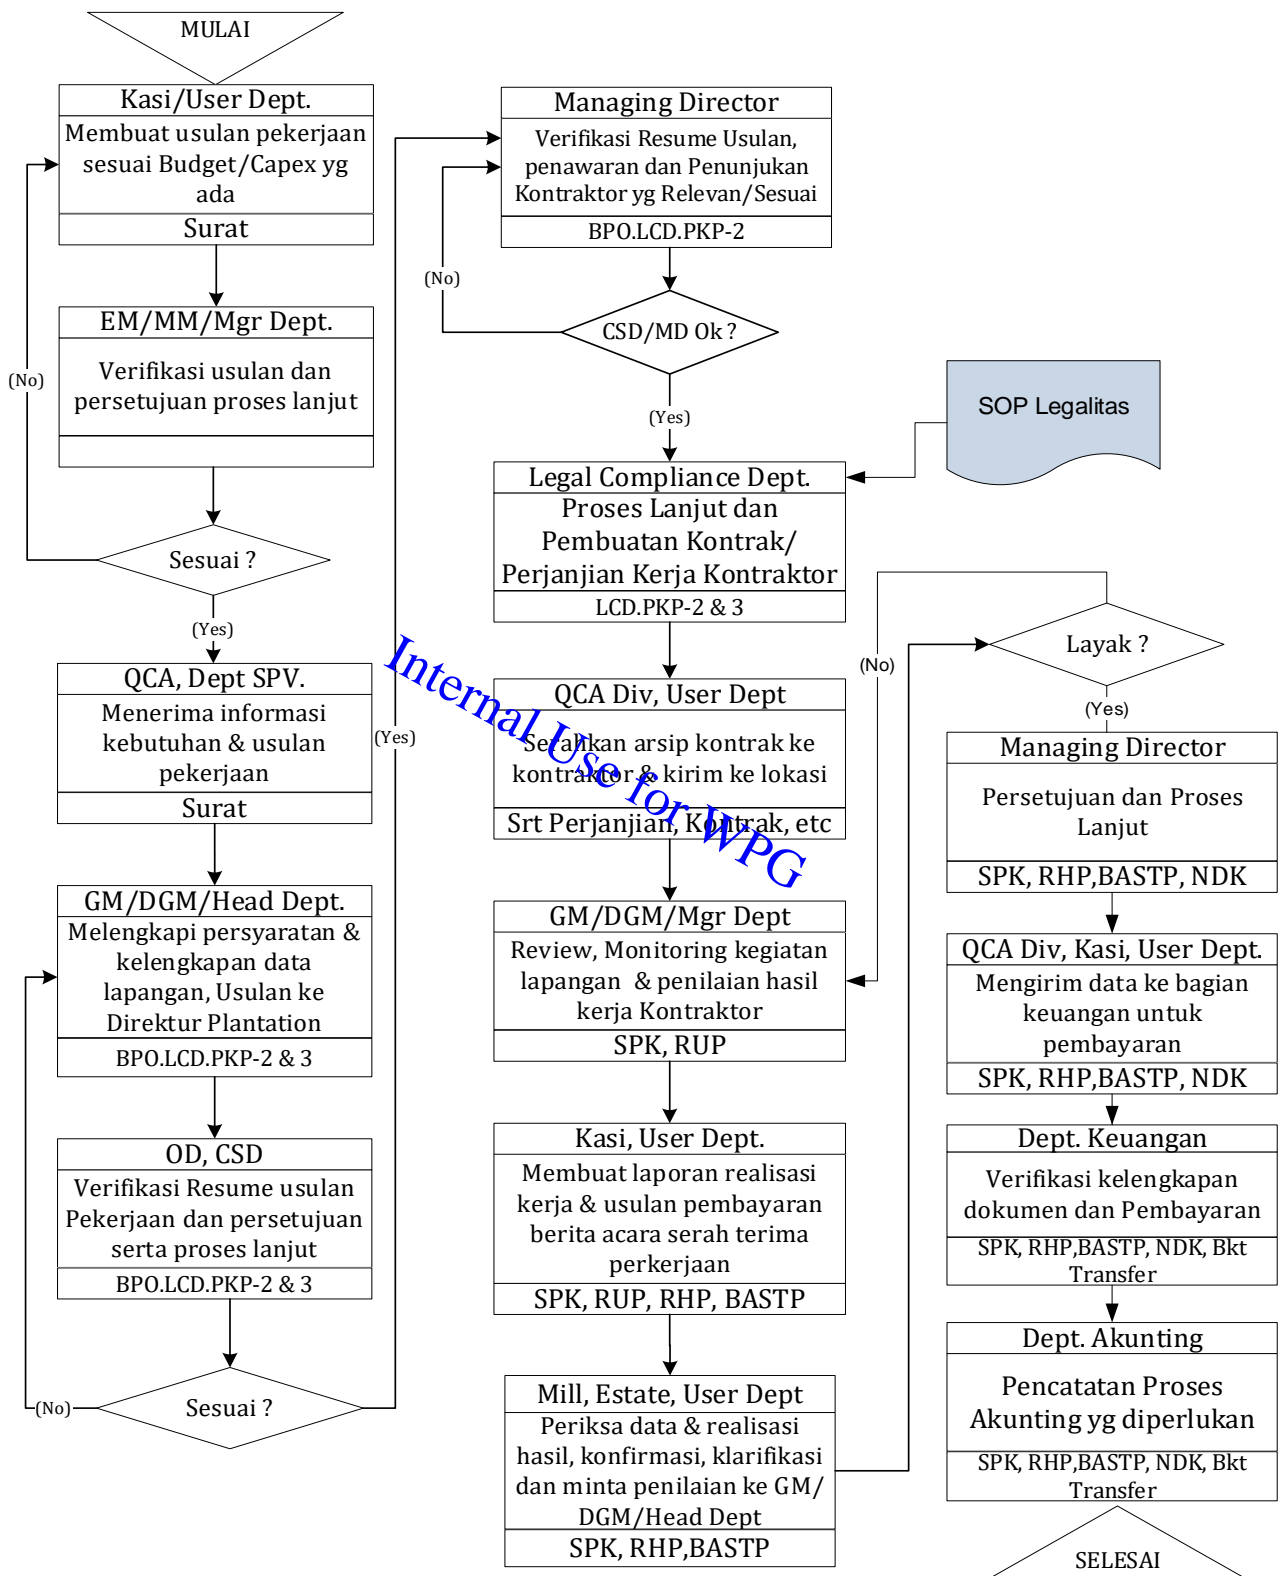 MULAI
Kasi/User Dept.
Membuat usulan pekerjaan
sesuai Budget/Capex yg
ada
Surat
EM/MM/Mgr Dept.
Verifikasi usulan dan
persetujuan proses lanjut
(No)
Sesuai ?
(Yes)
QCA, Dept SPV.
Menerima informasi
kebutuhan & usulan
pekerjaan
Surat
GM/DGM/Head Dept.
Melengkapi persyaratan &
kelengkapan data
lapangan, Usulan ke
Direktur Plantation
BPO.LCD.PKP-2 & 3
OD, CSD
Verifikasi Resume usulan
Pekerjaan dan persetujuan
serta proses lanjut
BPO.LCD.PKP-2 & 3
(No)
Sesuai ?
(Yes)
Managing Director
Verifikasi Resume Usulan,
penawaran dan Penunjukan
Kontraktor yg Relevan/Sesuai
BPO.LCD.PKP-2
(No)
CSD/MD Ok ?
(Yes)
SOP Legalitas
Legal Compliance Dept.
Proses Lanjut dan
Pembuatan Kontrak/
Perjanjian Kerja Kontraktor
LCD.PKP-2 & 3
QCA Div, User Dept
Serahkan arsip kontrak ke
kontraktor & kirim ke lokasi
Srt Perjanjian, Kontrak, etc
Internal Use for WPG
GM/DGM/Mgr Dept
Review, Monitoring kegiatan
lapangan & penilaian hasil
kerja Kontraktor
SPK, RUP
Kasi, User Dept.
Membuat laporan realisasi
kerja & usulan pembayaran
berita acara serah terima
perkerjaan
SPK, RUP, RHP, BASTP
Mill, Estate, User Dept
Periksa data & realisasi
hasil, konfirmasi, klarifikasi
dan minta penilaian ke GM/
DGM/Head Dept
SPK, RHP,BASTP
Layak ?
(No)
(Yes)
Managing Director
Persetujuan dan Proses
Lanjut
SPK, RHP,BASTP, NDK
QCA Div, Kasi, User Dept.
Mengirim data ke bagian
keuangan untuk
pembayaran
SPK, RHP,BASTP, NDK
Dept. Keuangan
Verifikasi kelengkapan
dokumen dan Pembayaran
SPK, RHP,BASTP, NDK, Bkt
Transfer
Dept. Akunting
Pencatatan Proses
Akunting yg diperlukan
SPK, RHP,BASTP, NDK, Bkt
Transfer
SELESAI